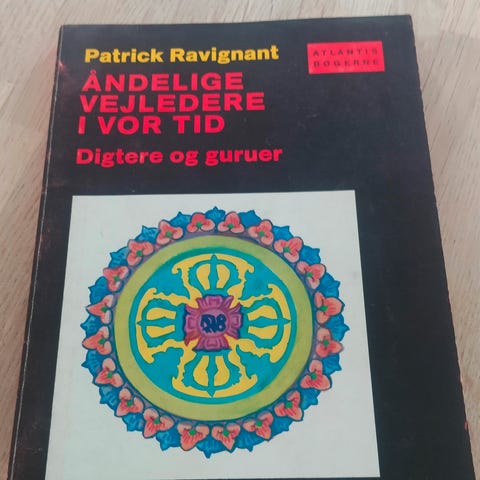 Patrick Ravignant
ATLANTIS
BØGERNE
ÅNDELIGE
VEJLEDERE
I VOR TID
Digtere og guruer